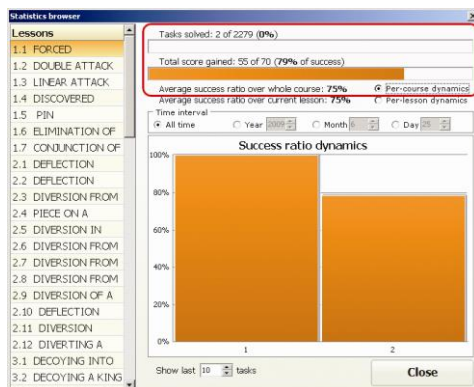 Statistics browser
Lessons
1.1 FORCED
1.2 DOUBLE ATTACK
1.3 LINEAR ATTACK
1.4 DISCOVERED
1.5 PIN
1.6 ELIMINATION OF
1.7 CONJUNCTION OF
2.1 DEFLECTION
2.2 DEFLECTION
2.3 DIVERSION FROM
2.4 PIECE ON A
2.5 DIVERSION IN
2.6 DIVERSION FROM
2.7 DIVERSION FROM
2.8 DIVERSION FROM
2.9 DIVERSION OF A
2.10 DEFLECTION
2.11 DIVERSION
2.12 DIVERTING A
3.1 DECOYING INTO
3.2 DECOYING A KING
Tasks solved: 2 of 2279 (0%)
Total score gained: 55 of 70 (79% of success)
Average success ratio over whole course: 75% Per-course dynamics
Average success ratio over current lesson: 75% Per-lesson dynamics
Time interval
All time Year 2009 Month 6 Day 25
Success ratio dynamics
100%
80%
60%
40%
20%
0%
1 2
Show last 10 tasks
Close